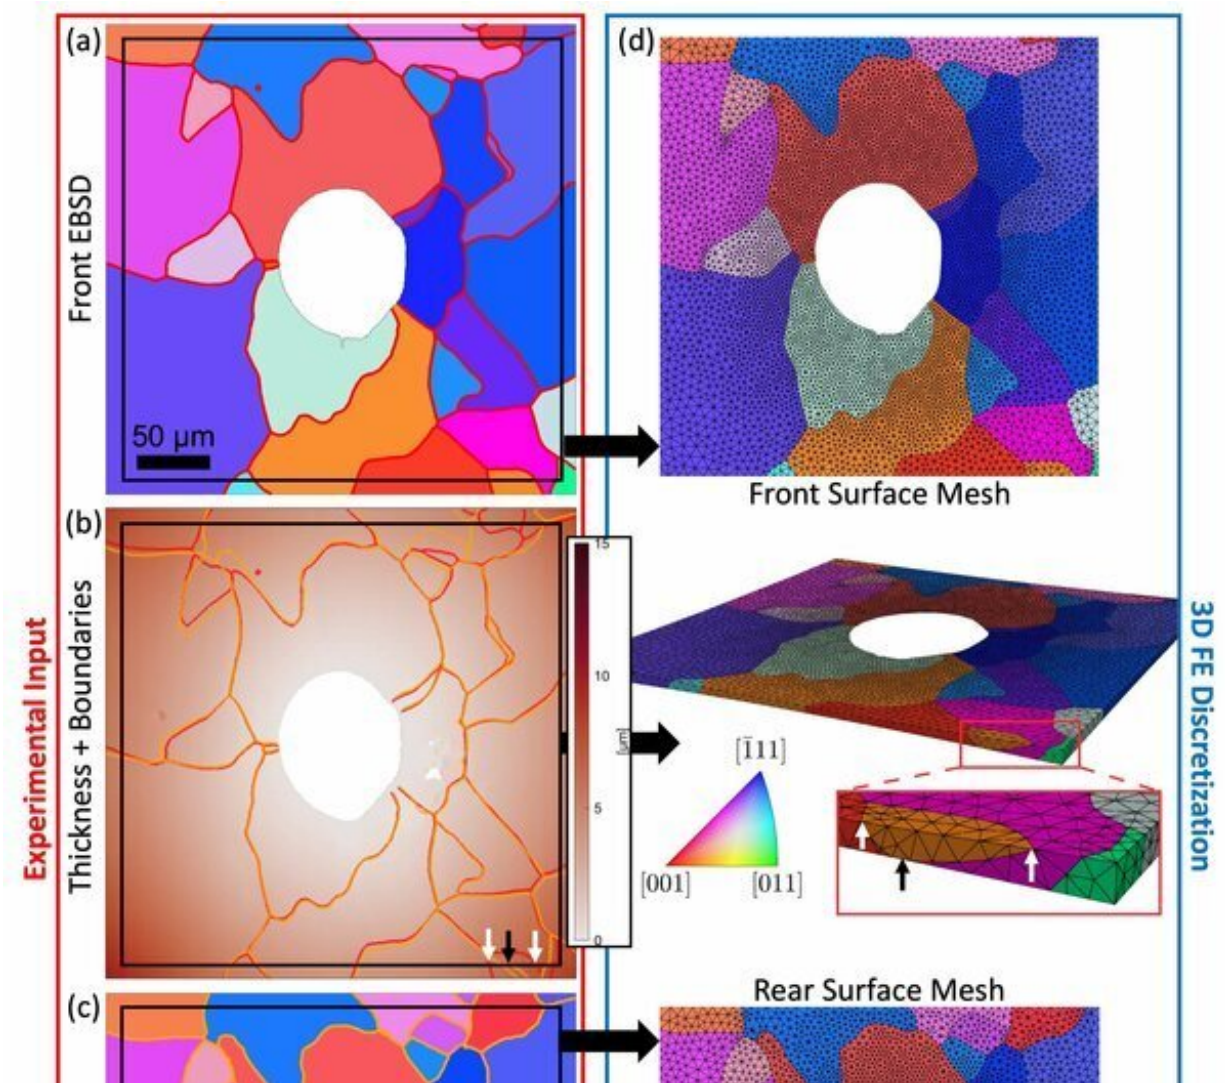 (a)
Front EBSD
50 μm
(d)
Front Surface Mesh
Experimental Input
(b)
Thickness + Boundaries
15
10
5
0
[μm]
[1̅11]
[001]
[011]
3D FE Discretization
(c)
Rear Surface Mesh